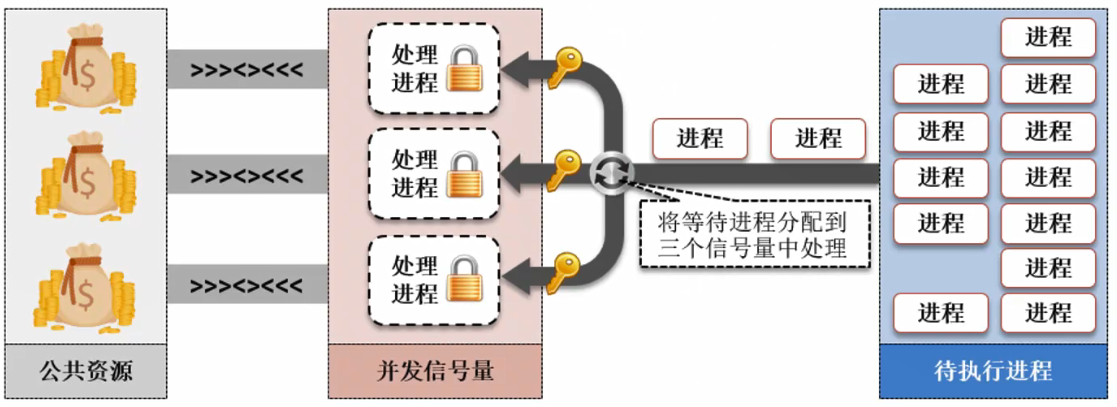 $
>>><><<<
处理
进程
$
>>><><<<
处理
进程
$
>>><><<<
处理
进程
公共资源
并发信号量
进程
进程
将等待进程分配到
三个信号量中处理
进程
进程
进程
进程
进程
进程
进程
进程
进程
进程
进程
进程
待执行进程